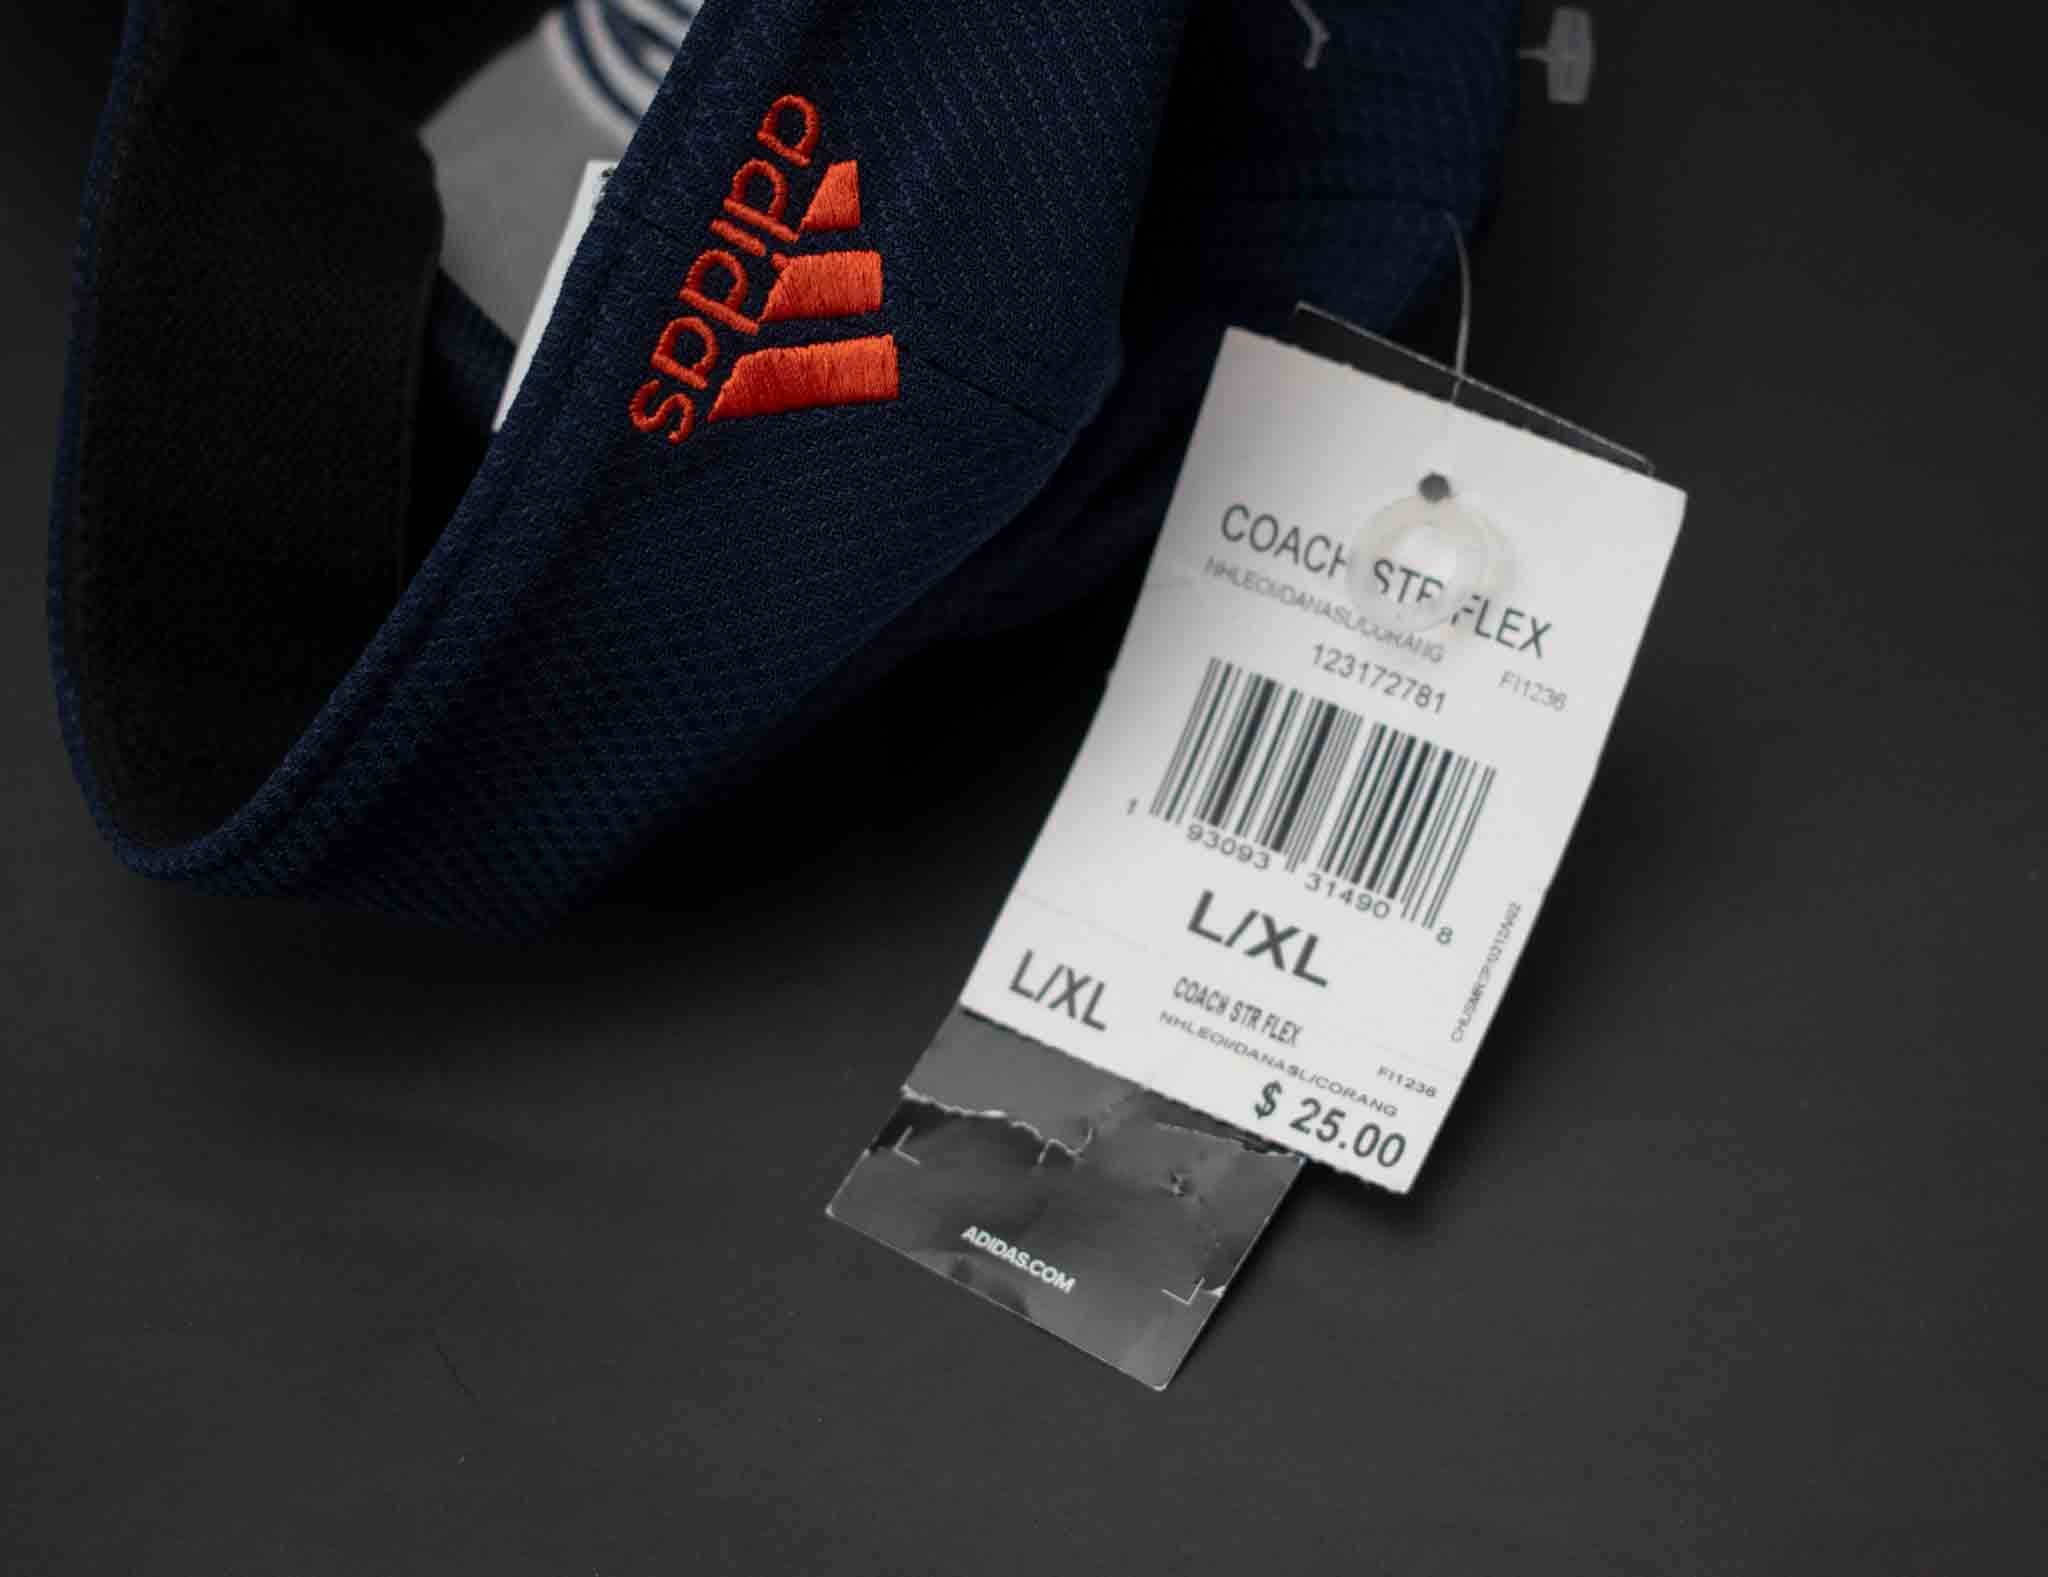 adidas
COACH STR FLEX
NHLEOI/DANASL/CORANG
FI1236
123172781
1 93093 31490 8
L/XL
L/XL
COACH STR FLEX
NHLEOI/DANASL/CORANG
FI1236
$ 25.00
ADIDAS.COM